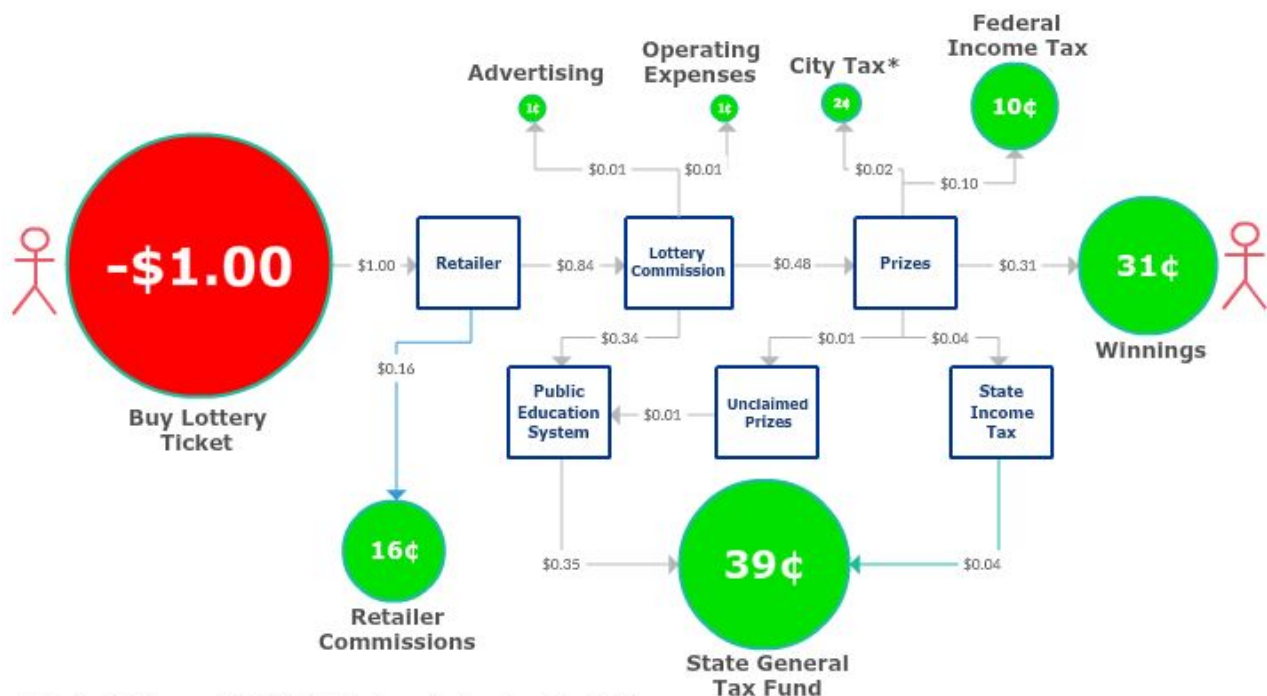 Federal
Income Tax
Operating
Expenses
City Tax*
Advertising
1¢
1¢
2¢
10¢
$0.01
$0.01
$0.02
$0.10
-$1.00
$1.00
Retailer
$0.84
Lottery
Commission
$0.48
Prizes
$0.31
31¢
Winnings
$0.16
$0.34
$0.01
$0.04
Public
Education
System
$0.01
Unclaimed
Prizes
State
Income
Tax
Buy Lottery
Ticket
16¢
Retailer
Commissions
$0.35
39¢
$0.04
State General
Tax Fund